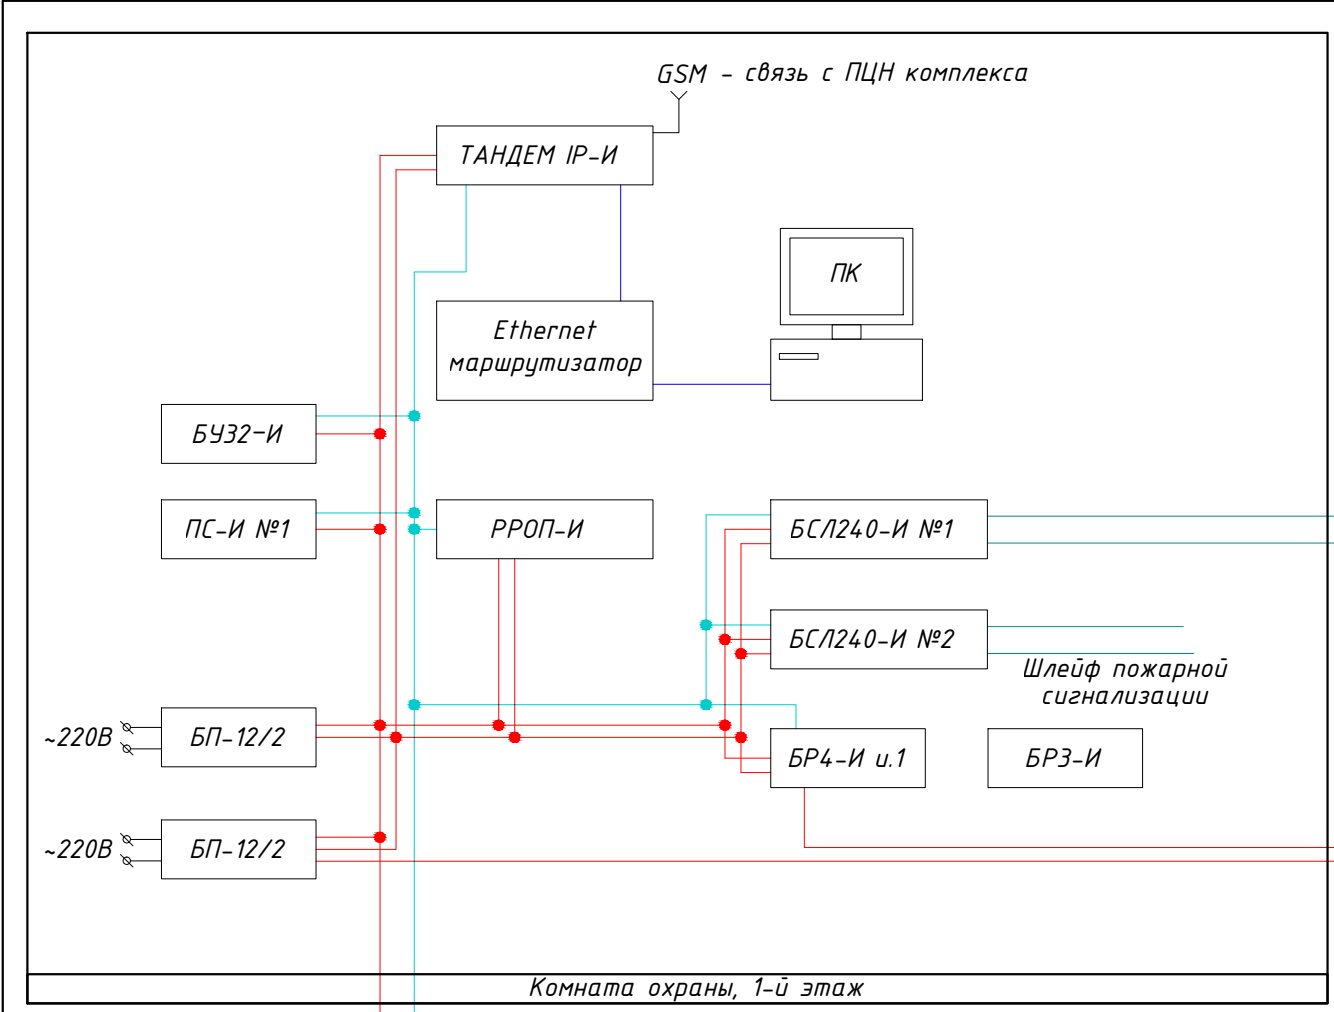 GSM - связь с ПЦН комплекса
ТАНДЕМ IP-И
ПК
Ethernet
маршрутизатор
БУЗ2-И
ПС-И №1
РРОП-И
БСЛ240-И №1
БСЛ240-И №2
Шлейф пожарной
сигнализации
~220В
БП-12/2
БР4-И и.1
БРЗ-И
~220В
БП-12/2
Комната охраны, 1-й этаж